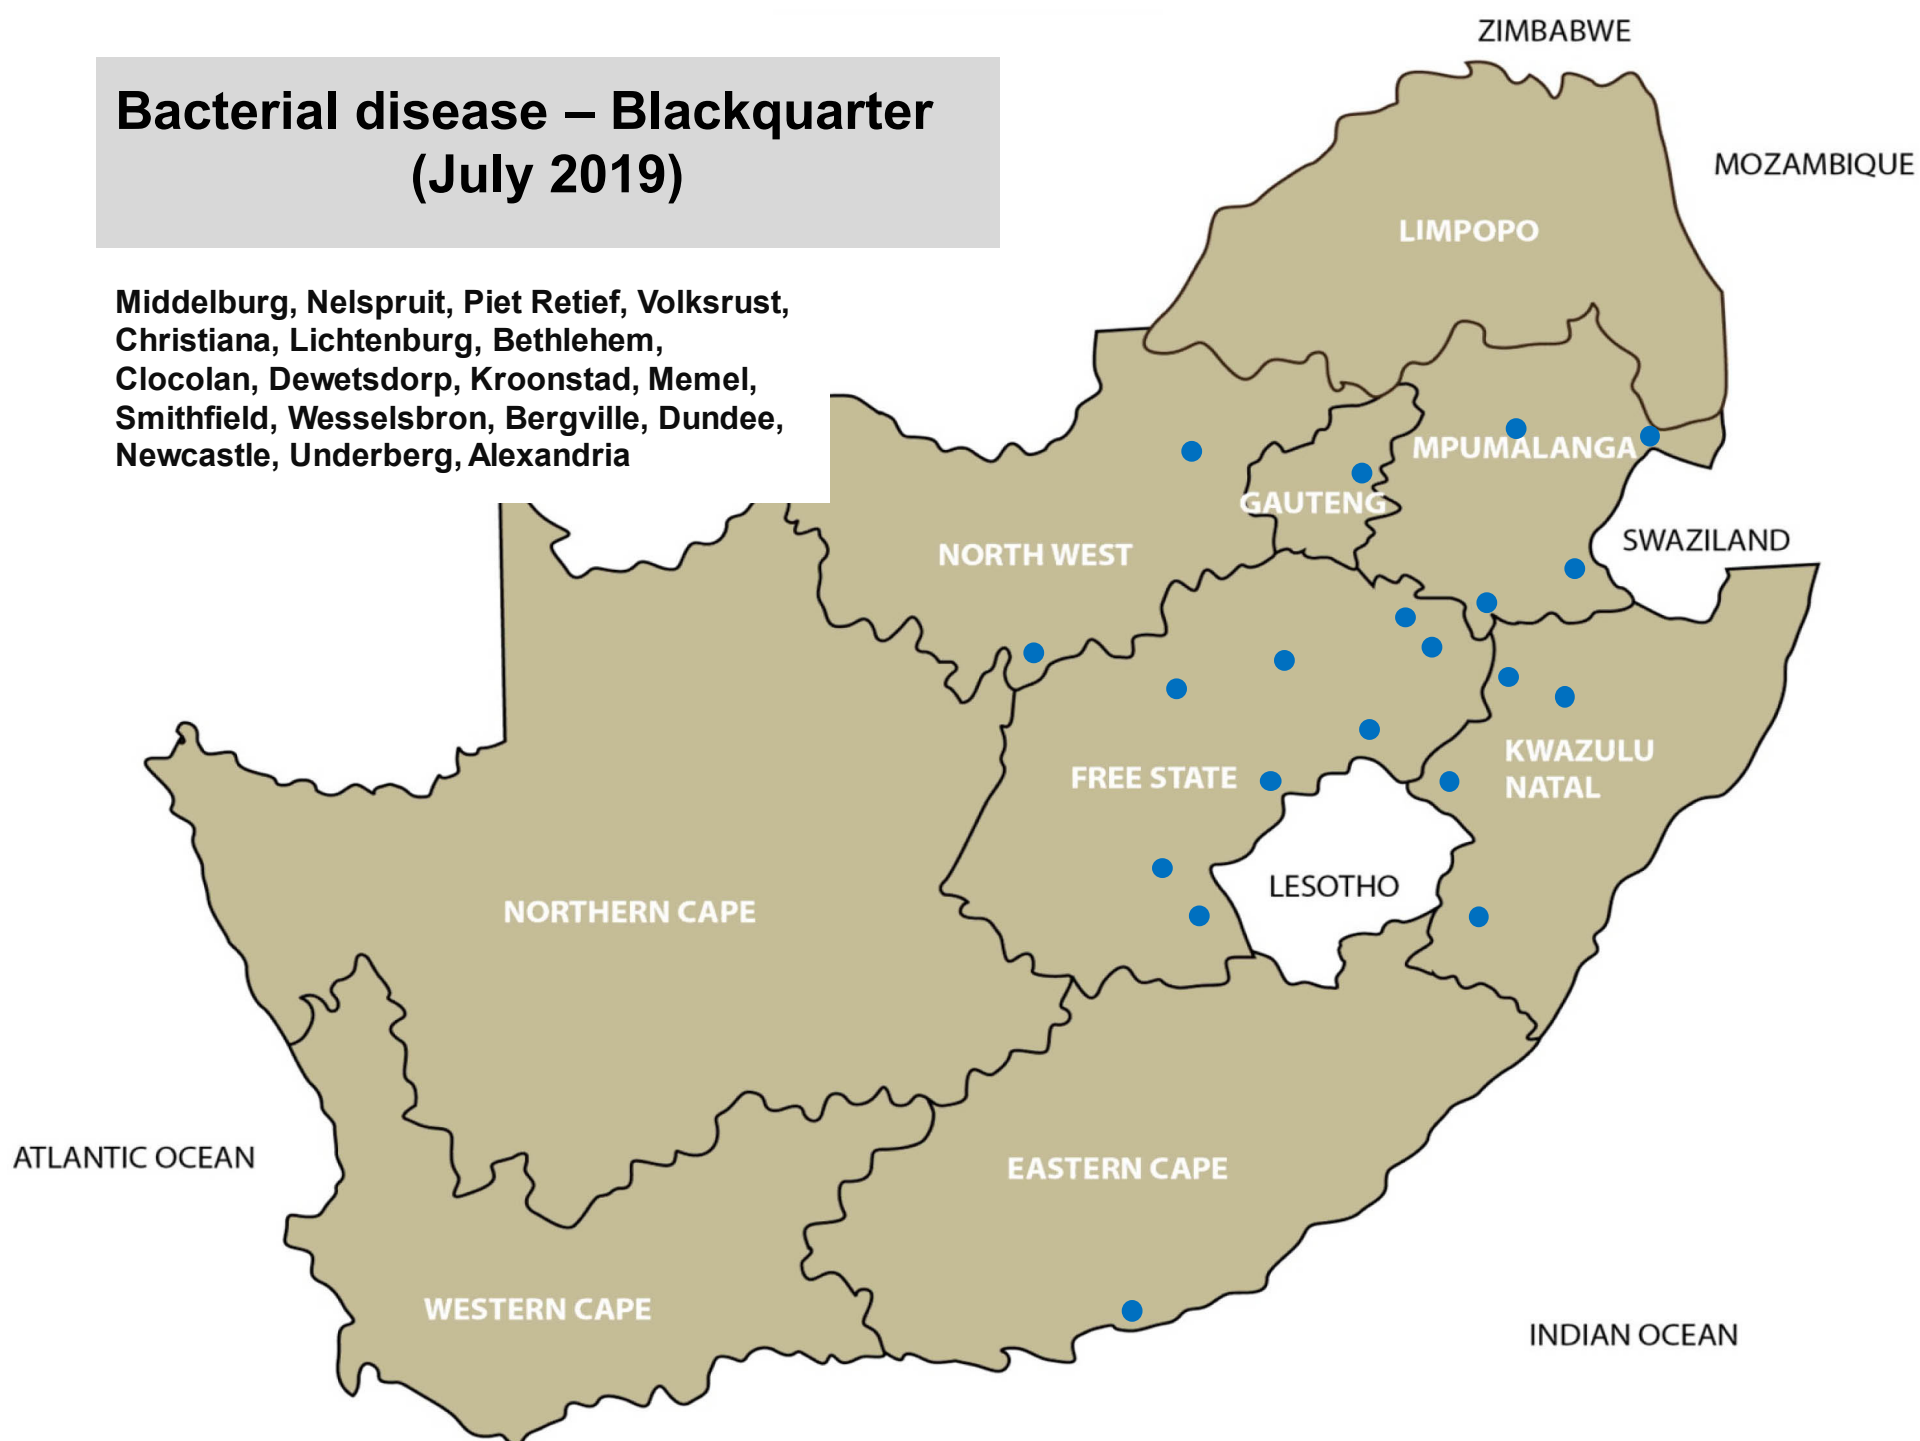 ZIMBABWE
Bacterial disease – Blackquarter
(July 2019)
MOZAMBIQUE
LIMPOPO
Middelburg, Nelspruit, Piet Retief, Volksrust,
Christiana, Lichtenburg, Bethlehem,
Clocolan, Dewetsdorp, Kroonstad, Memel,
Smithfield, Wesselsbron, Bergville, Dundee,
Newcastle, Underberg, Alexandria
MPUMALANGA
GAUTENG
SWAZILAND
NORTH WEST
KWAZULU
NATAL
FREE STATE
LESOTHO
NORTHERN CAPE
ATLANTIC OCEAN
EASTERN CAPE
WESTERN CAPE
INDIAN OCEAN